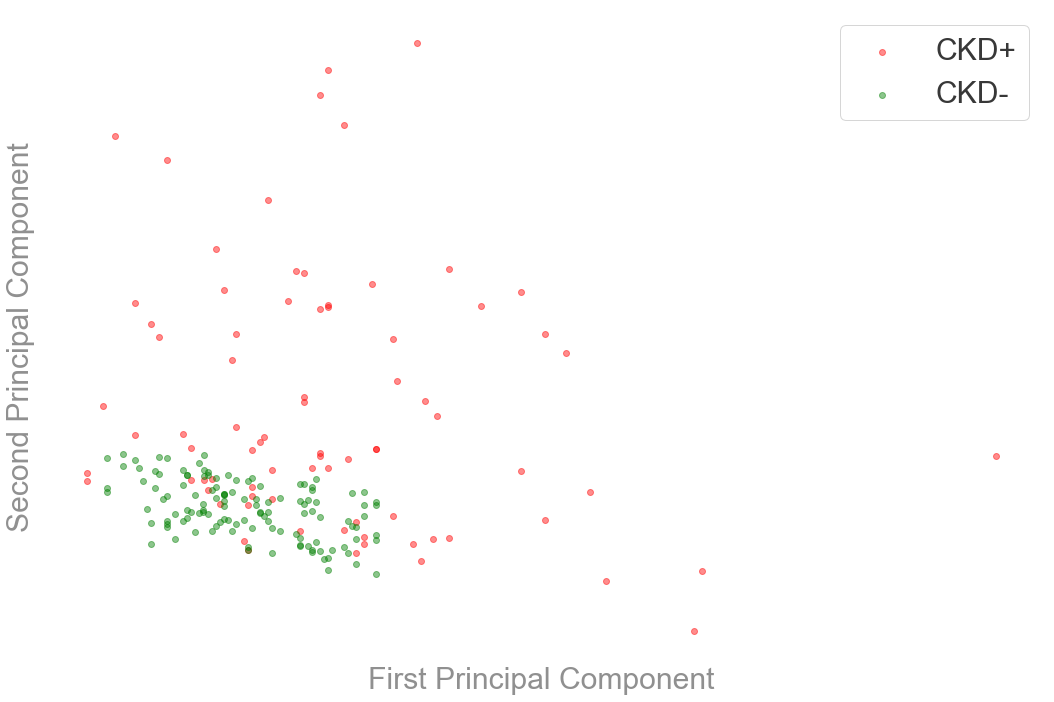 CKD+
CKD-
Second Principal Component
First Principal Component